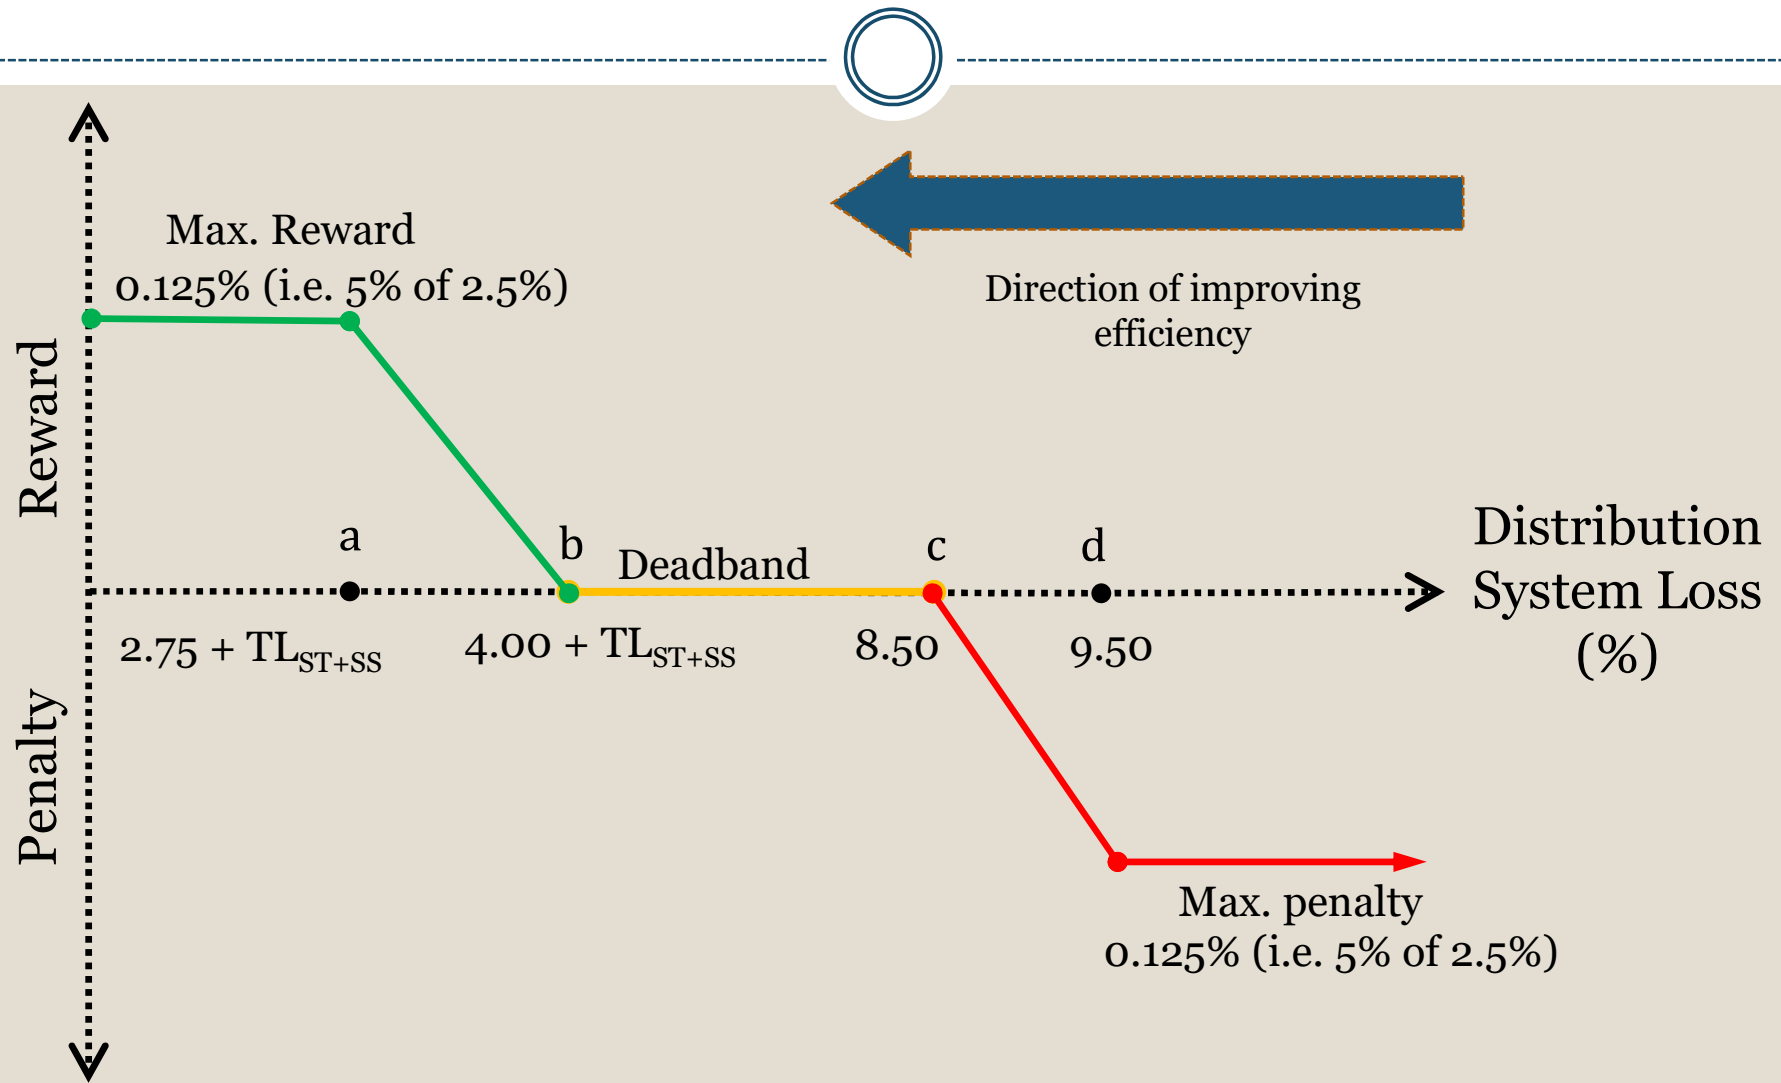 Max. Reward
0.125% (i.e. 5% of 2.5%)
Direction of improving
efficiency
Reward
Penalty
a
b
Deadband
c
d
Distribution
System Loss
(%)
2.75 + TLST+SS
4.00 + TLST+SS
8.50
9.50
Max. penalty
0.125% (i.e. 5% of 2.5%)